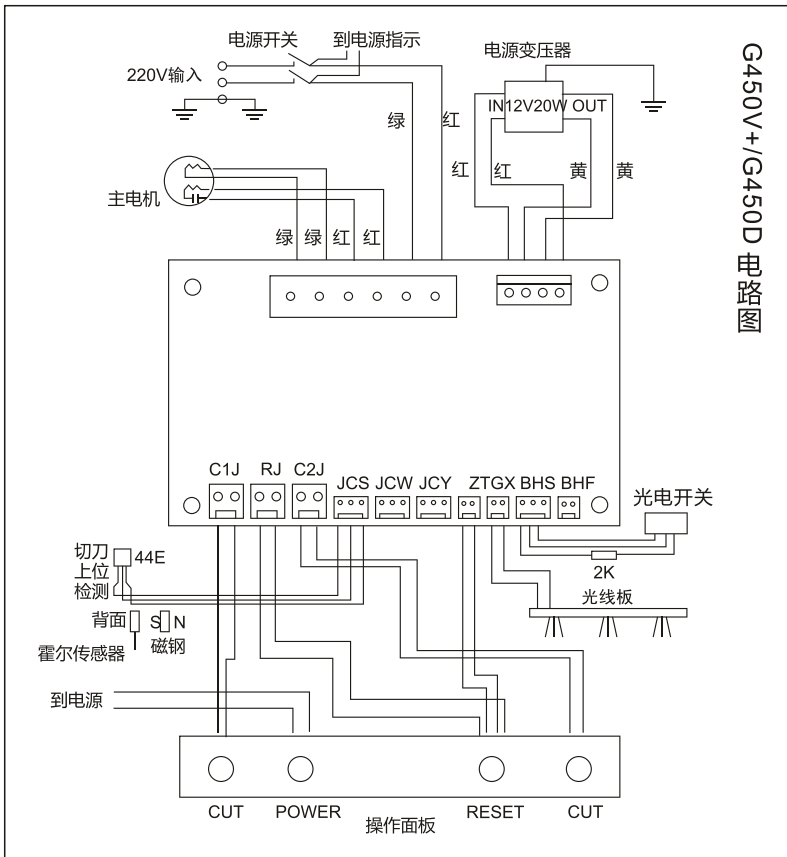 G450V+/G450D 电路图
电源开关 到电源指示
220V输入
电源变压器
IN12V20W OUT
绿 红
红 红 黄 黄
主电机
绿 绿 红 红
C1J RJ C2J JCS JCW JCY ZTGX BHS BHF
光电开关
切刀
上位
检测
44E
2K
光线板
背面 S N
霍尔传感器 磁钢
到电源
CUT POWER RESET CUT
操作面板